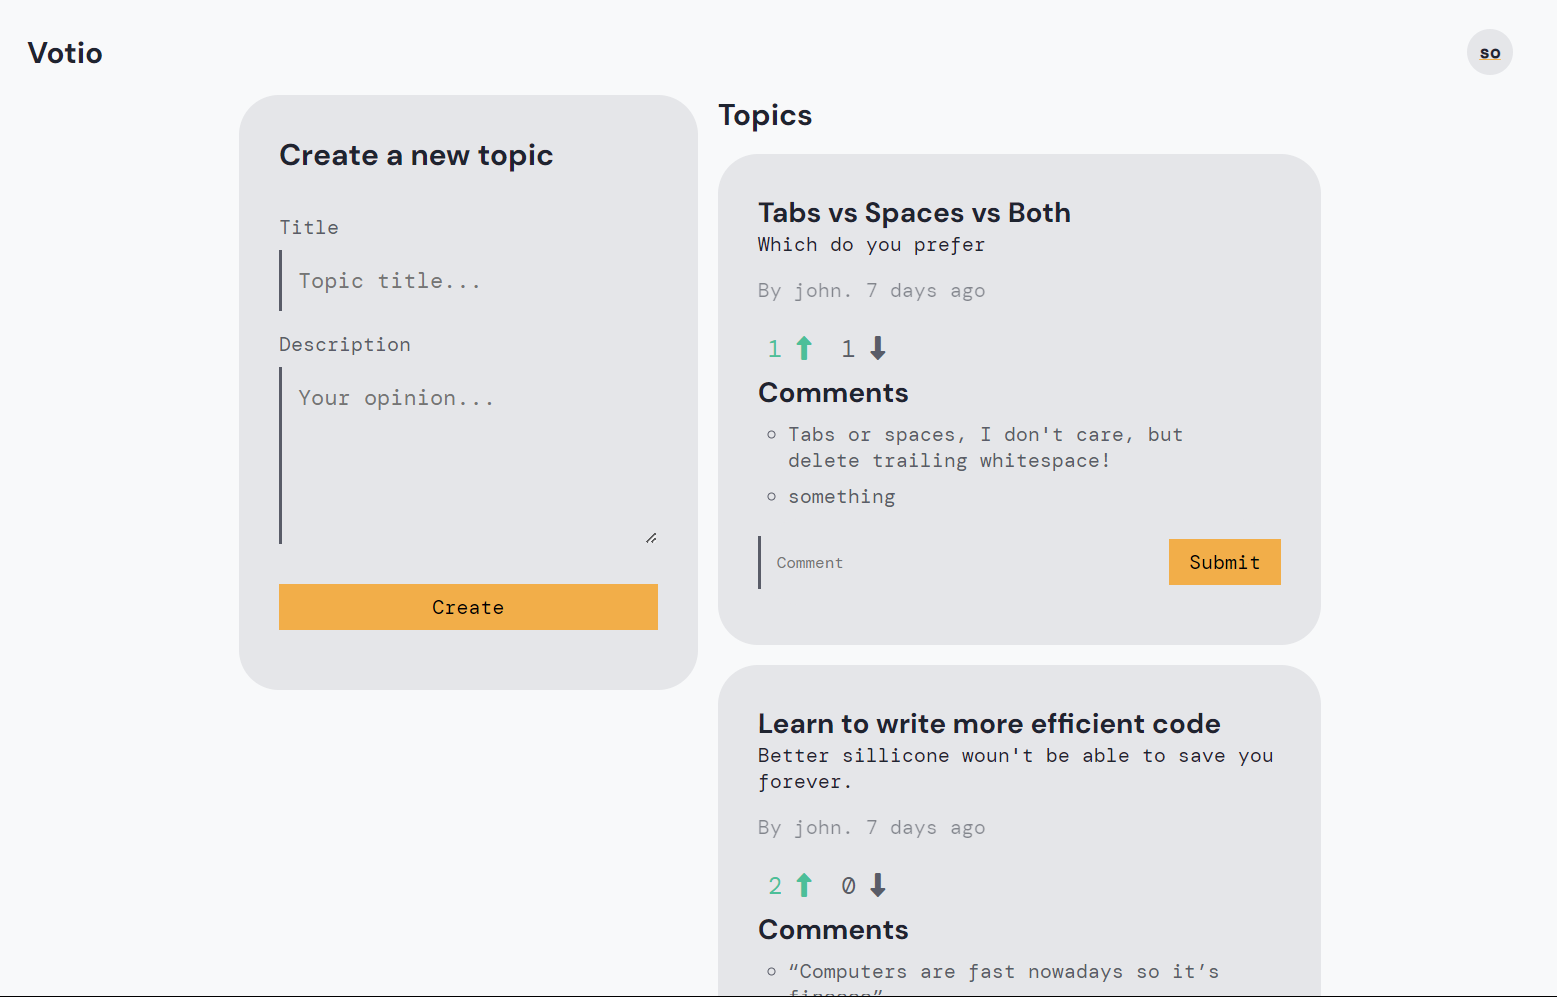 Votio
so
Create a new topic
Title
Topic title...
Description
Your opinion...
Create
Topics
Tabs vs Spaces vs Both
Which do you prefer
By john. 7 days ago
1 1
Comments
Tabs or spaces, I don't care, but
delete trailing whitespace!
something
Comment
Submit
Learn to write more efficient code
Better sillicone woun't be able to save you
forever.
By john. 7 days ago
2 0
Comments
“Computers are fast nowadays so it’s